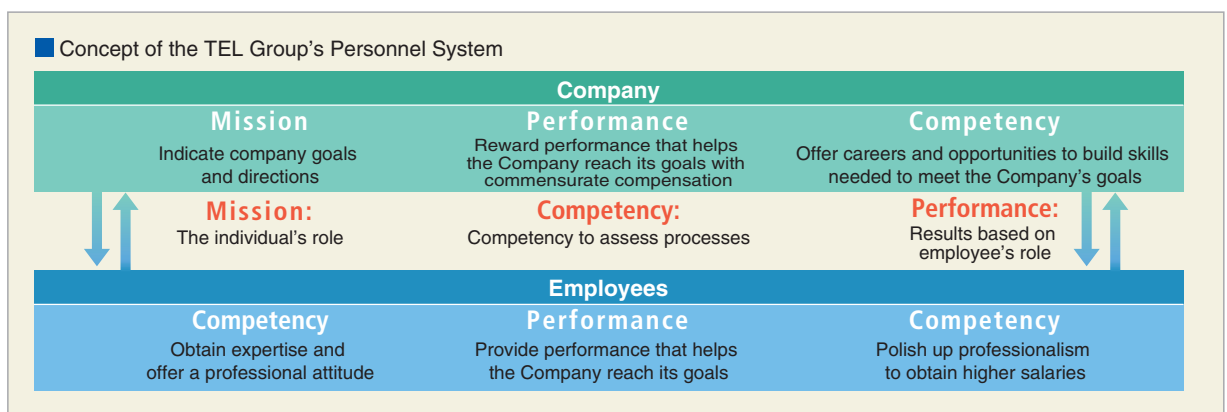 Concept of the TEL Group's Personnel System
Company
Mission
Indicate company goals
and directions
Performance
Reward performance that helps
the Company reach its goals with
commensurate compensation
Competency
Offer careers and opportunities to build skills
needed to meet the Company's goals
Mission:
The individual's role
Competency:
Competency to assess processes
Performance:
Results based on
employee's role
Employees
Competency
Obtain expertise and
offer a professional attitude
Performance
Provide performance that helps
the Company reach its goals
Competency
Polish up professionalism
to obtain higher salaries